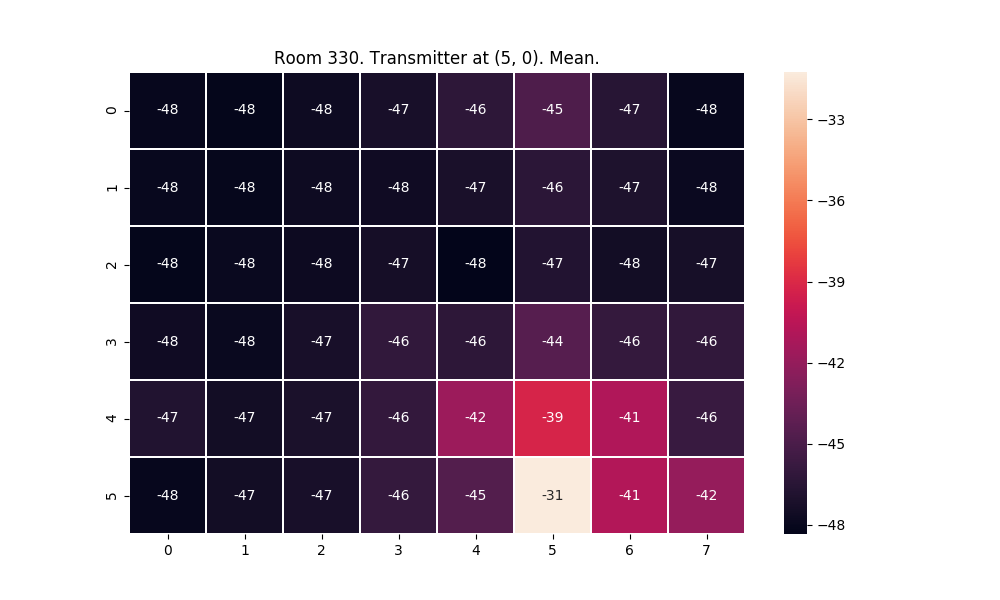 Room 330. Transmitter at (5, 0). Mean.
0 -48 -48 -48 -47 -46 -45 -47 -48
1 -48 -48 -48 -48 -47 -46 -47 -48
2 -48 -48 -48 -47 -48 -47 -48 -47
3 -48 -48 -47 -46 -46 -44 -46 -46
4 -47 -47 -47 -46 -42 -39 -41 -46
5 -48 -47 -47 -46 -45 -31 -41 -42
0 1 2 3 4 5 6 7
−33
−36
−39
−42
−45
−48